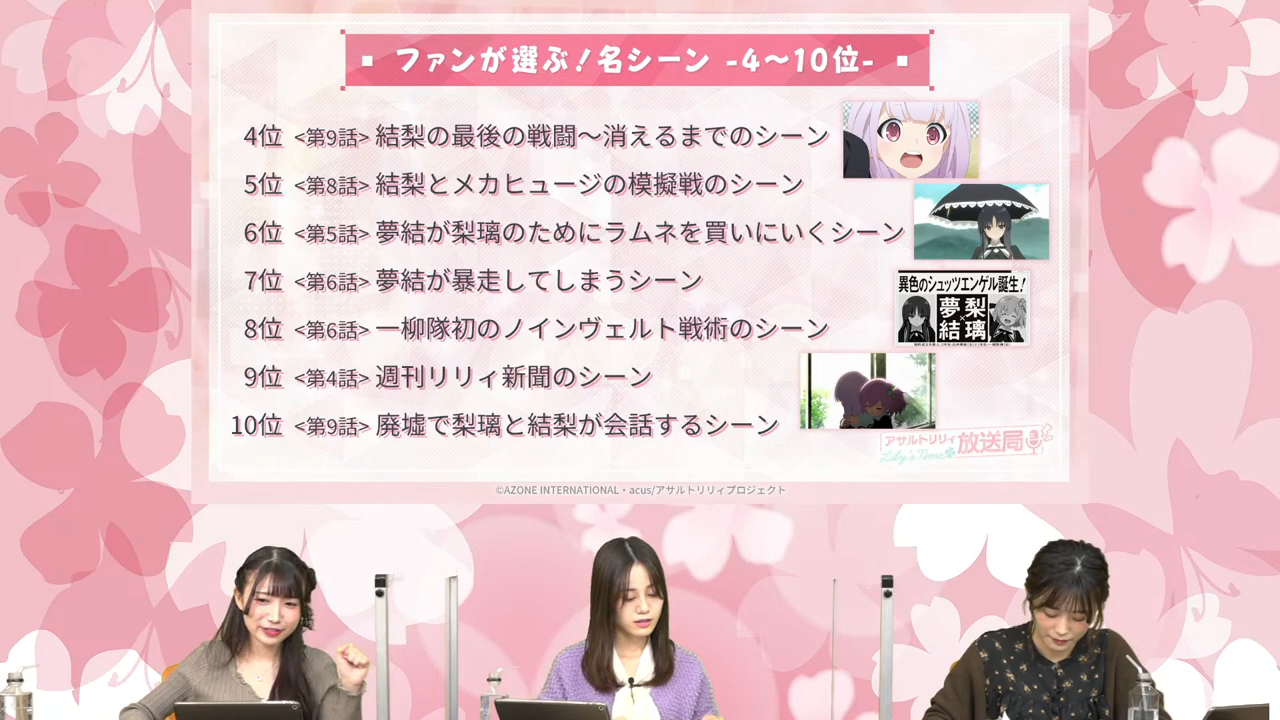 ファンが選ぶ!名シーン -4〜10位-
4位 <第9話> 結梨の最後の戦闘〜消えるまでのシーン
5位 <第8話> 結梨とメカヒュージの模擬戦のシーン
6位 <第5話> 夢結が梨璃のためにラムネを買いにいくシーン
7位 <第6話> 夢結が暴走してしまうシーン
異色のシュッツエンゲル誕生!
夢結×梨璃
8位 <第6話> 一柳隊初のノインヴェルト戦術のシーン
9位 <第4話> 週刊リリィ新聞のシーン
10位 <第9話> 廃墟で梨璃と結梨が会話するシーン
アサルトリリィ放送局
Lily's Time
©AZONE INTERNATIONAL・acus/アサルトリリィプロジェクト